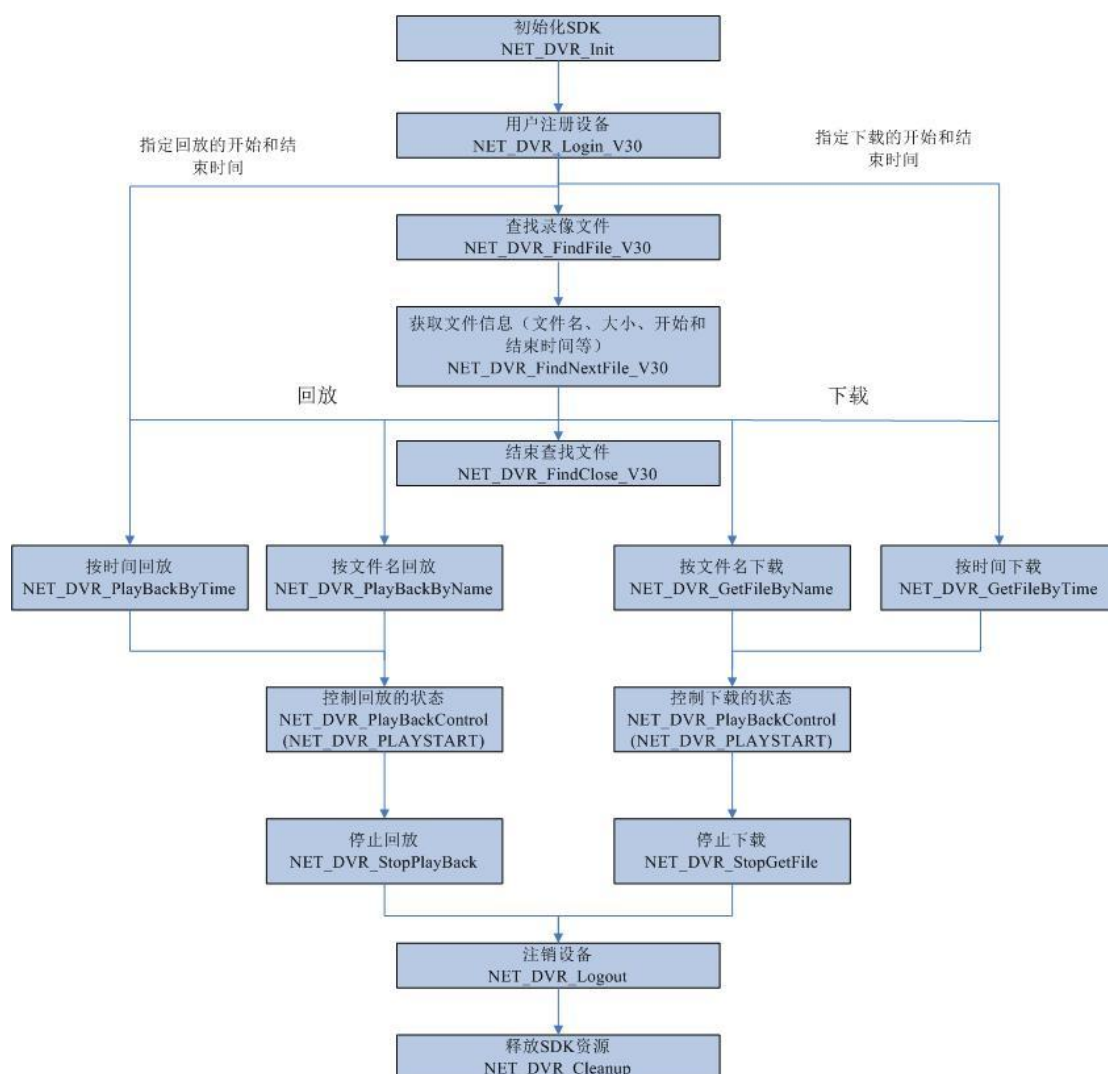 初始化SDK
NET_DVR_Init
用户注册设备
NET_DVR_Login_V30
指定回放的开始和结
束时间
指定下载的开始和结
束时间
查找录像文件
NET_DVR_FindFile_V30
获取文件信息（文件名、大小、开始和
结束时间等）
NET_DVR_FindNextFile_V30
回放
下载
结束查找文件
NET_DVR_FindClose_V30
按时间回放
NET_DVR_PlayBackByTime
按文件名回放
NET_DVR_PlayBackByName
按文件名下载
NET_DVR_GetFileByName
按时间下载
NET_DVR_GetFileByTime
控制回放的状态
NET_DVR_PlayBackControl
(NET_DVR_PLAYSTART)
控制下载的状态
NET_DVR_PlayBackControl
(NET_DVR_PLAYSTART)
停止回放
NET_DVR_StopPlayBack
停止下载
NET_DVR_StopGetFile
注销设备
NET_DVR_Logout
释放SDK资源
NET_DVR_Cleanup